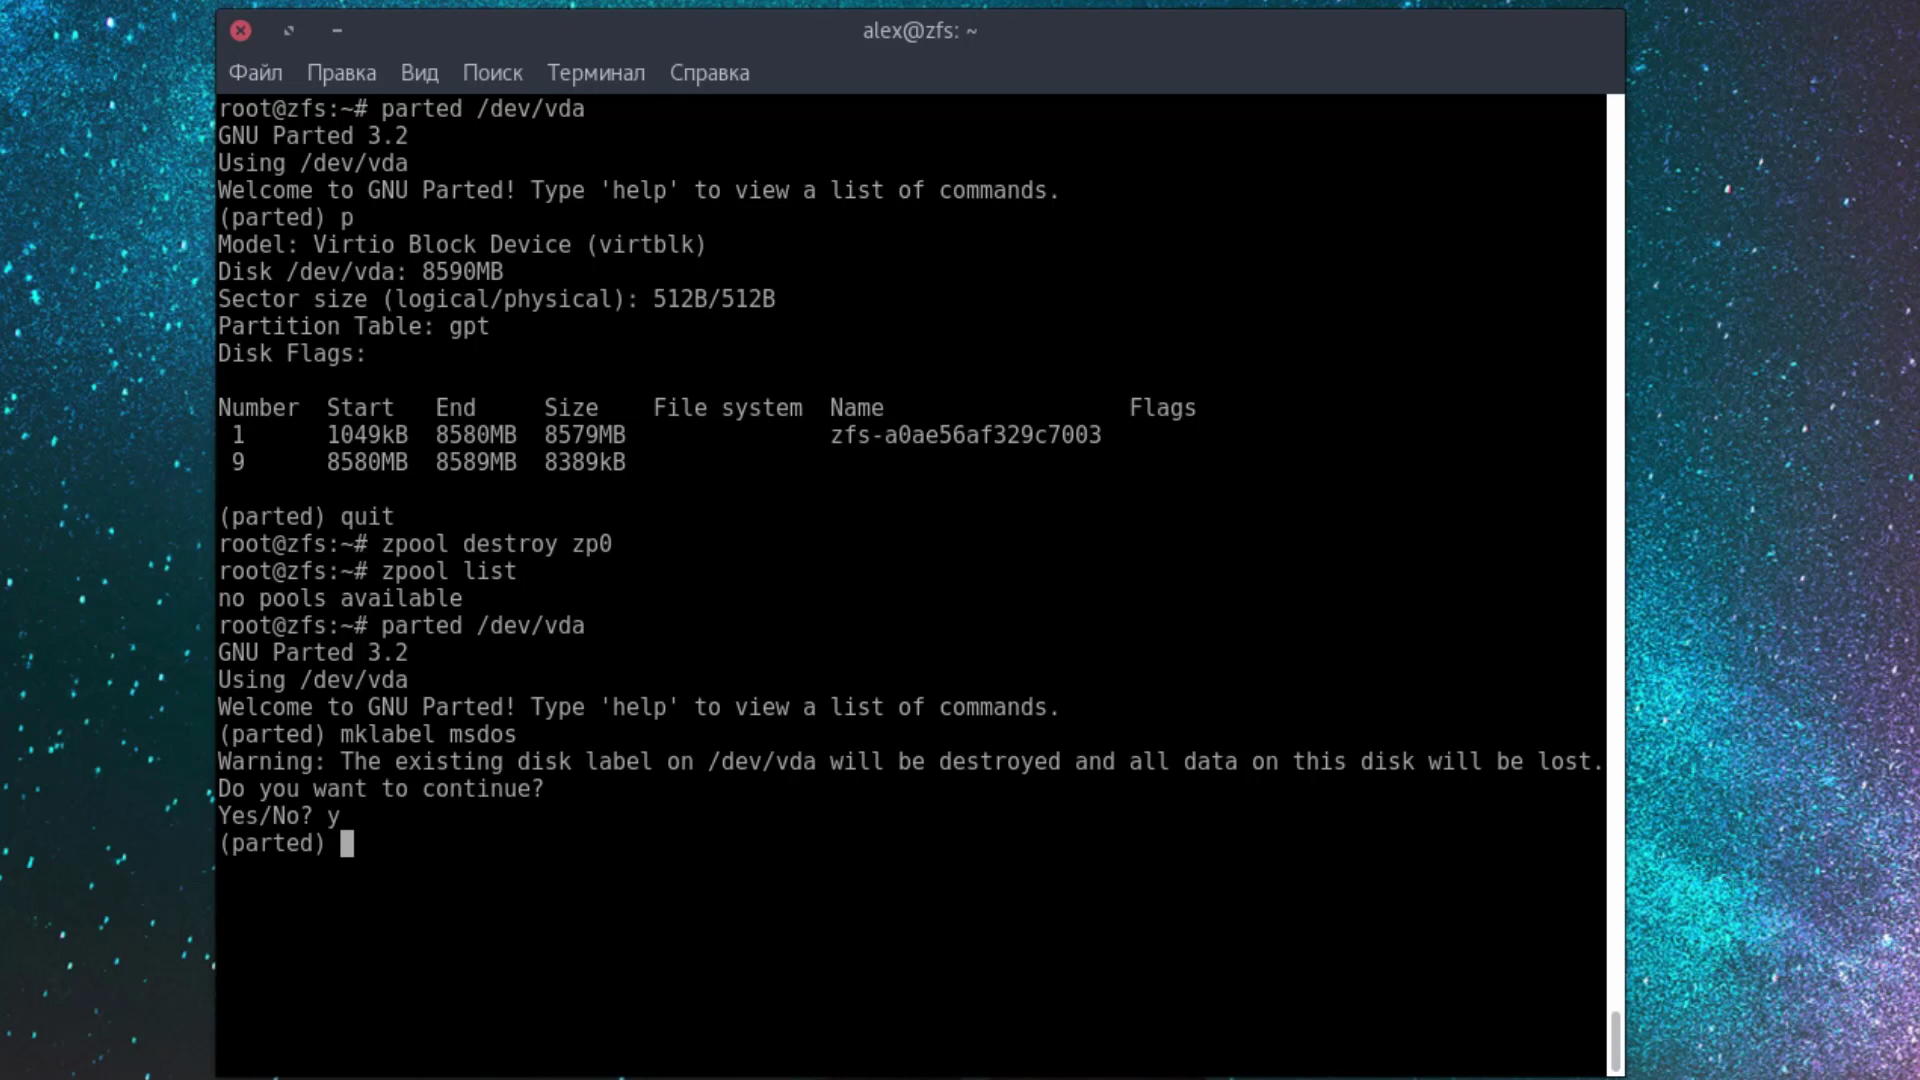 alex@zfs: ~
Файл Правка Вид Поиск Терминал Справка
root@zfs:~# parted /dev/vda
GNU Parted 3.2
Using /dev/vda
Welcome to GNU Parted! Type 'help' to view a list of commands.
(parted) p
Model: Virtio Block Device (virtblk)
Disk /dev/vda: 8590MB
Sector size (logical/physical): 512B/512B
Partition Table: gpt
Disk Flags:
Number  Start   End     Size    File system  Name                  Flags
 1      1049kB  8580MB  8579MB               zfs-a0ae56af329c7003
 9      8580MB  8589MB  8389kB
(parted) quit
root@zfs:~# zpool destroy zp0
root@zfs:~# zpool list
no pools available
root@zfs:~# parted /dev/vda
GNU Parted 3.2
Using /dev/vda
Welcome to GNU Parted! Type 'help' to view a list of commands.
(parted) mklabel msdos
Warning: The existing disk label on /dev/vda will be destroyed and all data on this disk will be lost.
Do you want to continue?
Yes/No? y
(parted)